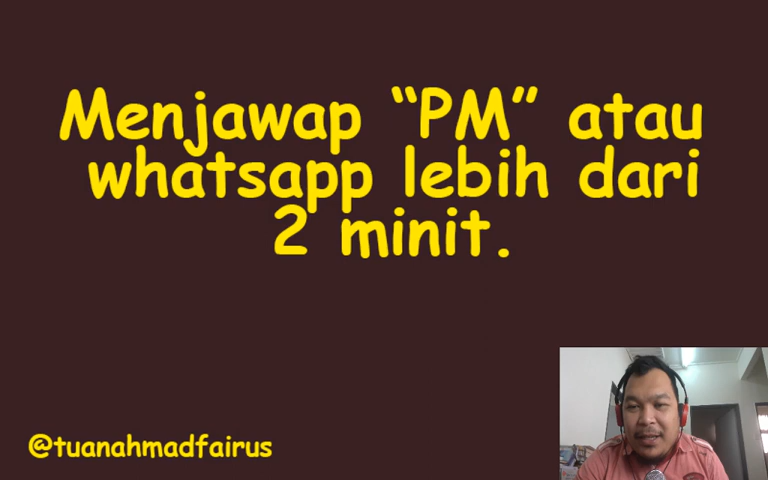 Menjawap “PM” atau
whatsapp lebih dari
2 minit.
@tuanahmadfairus